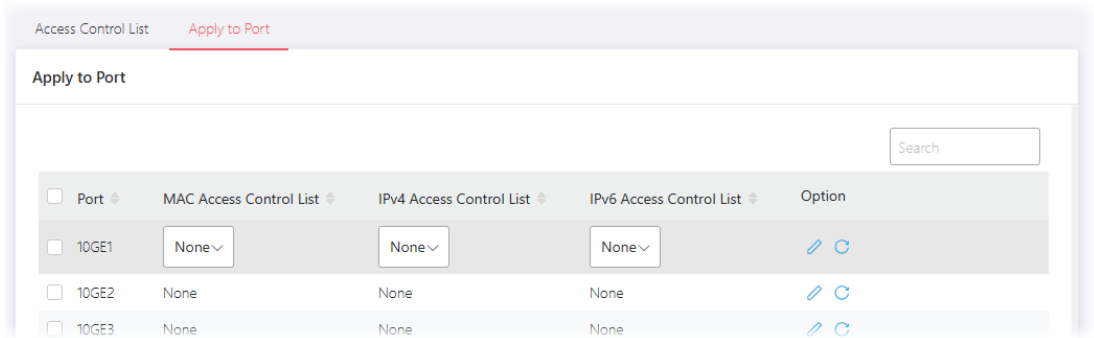 Access Control List Apply to Port
Apply to Port
Search
Port MAC Access Control List IPv4 Access Control List IPv6 Access Control List Option
10GE1 None None None
10GE2 None None None
10GE3 None None None